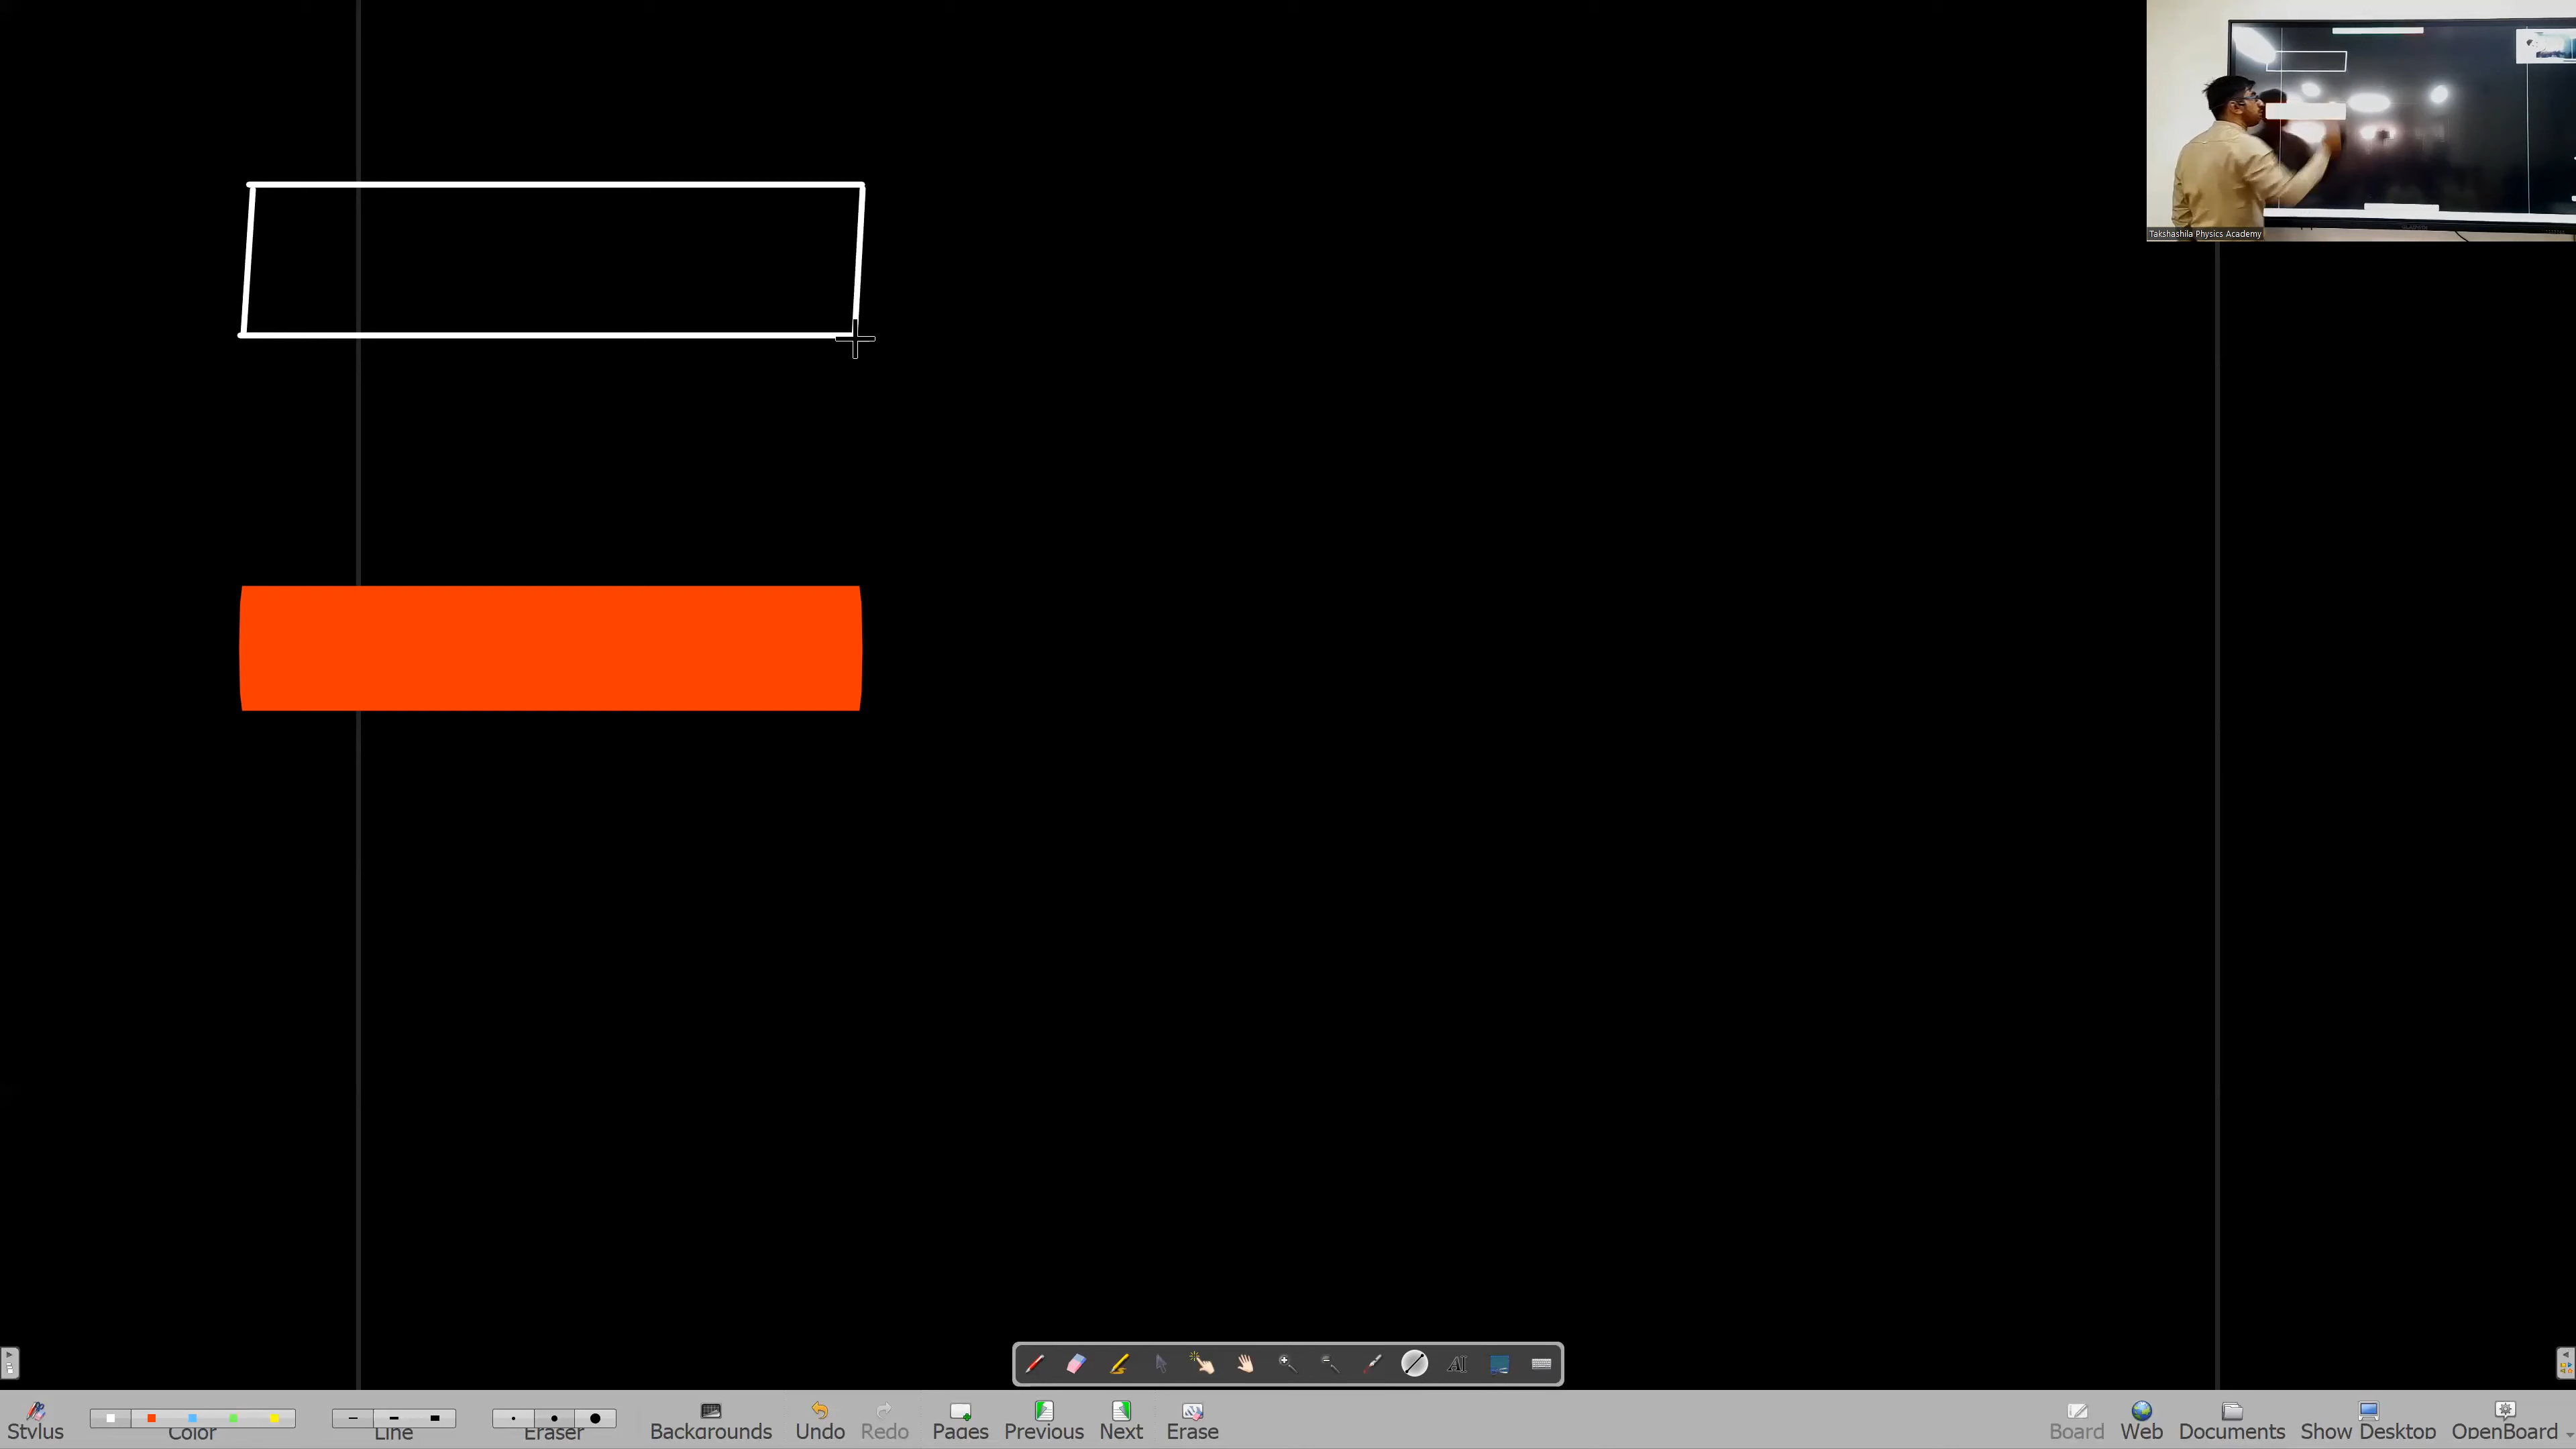 Takshashila Physics Academy
AI
Stylus
Color
Line
Eraser
Backgrounds
Undo
Redo
Pages
Previous
Next
Erase
Board
Web
Documents
Show Desktop
OpenBoard